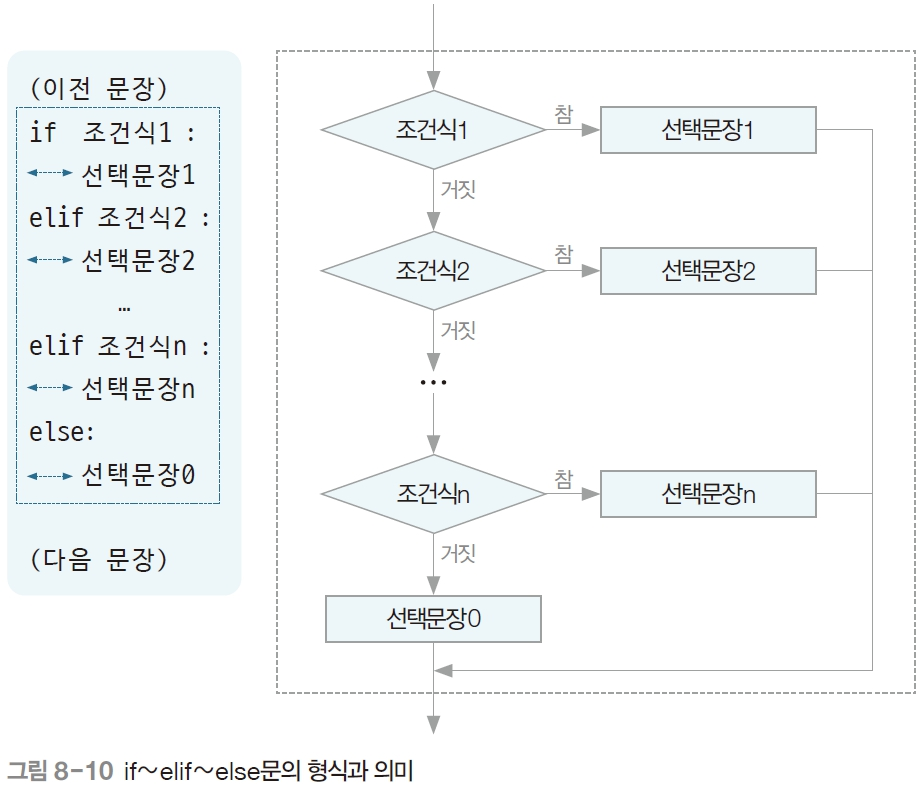 (이전 문장)
if 조건식1 :
선택문장1
elif 조건식2 :
선택문장2
…
elif 조건식n :
선택문장n
else:
선택문장0
(다음 문장)
조건식1
참
선택문장1
거짓
조건식2
참
선택문장2
거짓
…
조건식n
참
선택문장n
거짓
선택문장0
그림 8-10 if~elif~else문의 형식과 의미